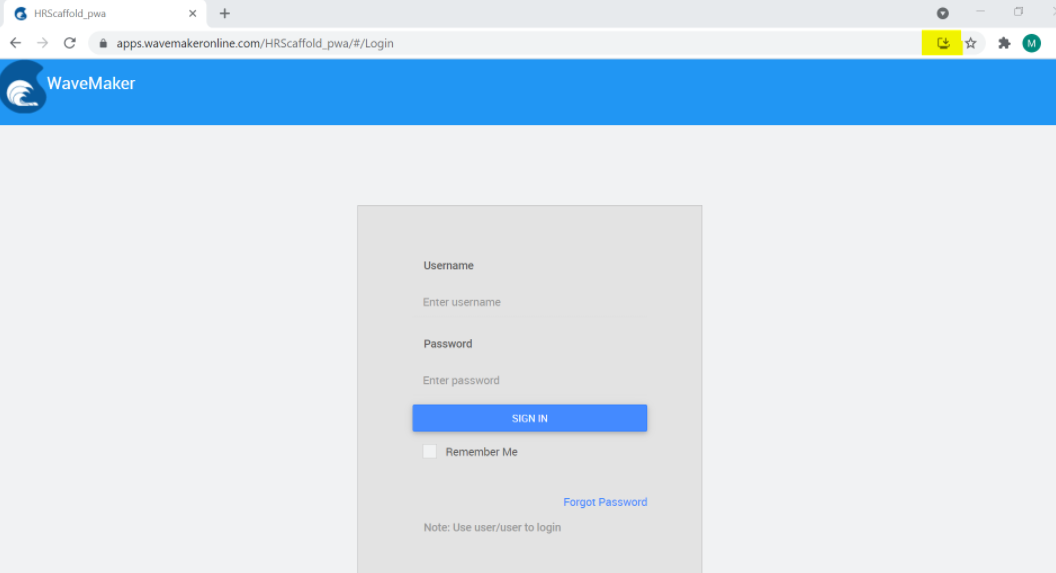 HRScaffold_pwa
apps.wavemakeronline.com/HRScaffold_pwa/#/Login
M
WaveMaker
Username
Enter username
Password
Enter password
SIGN IN
Remember Me
Forgot Password
Note: Use user/user to login